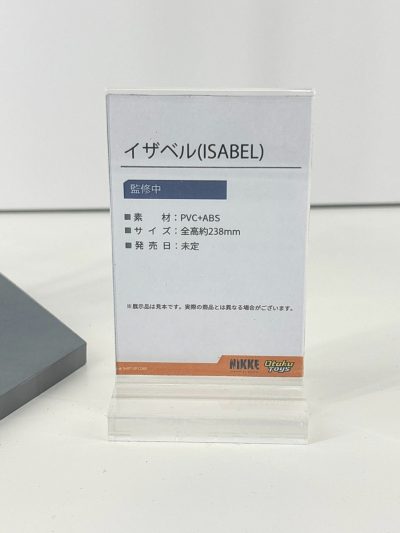 イザベル(ISABEL)
監修中
■素　材：PVC+ABS
■サイズ：全高約238mm
■発売日：未定
※展示品は見本です。実際の商品とは異なる場合がございます。
NIKKE
Otaku
Toys